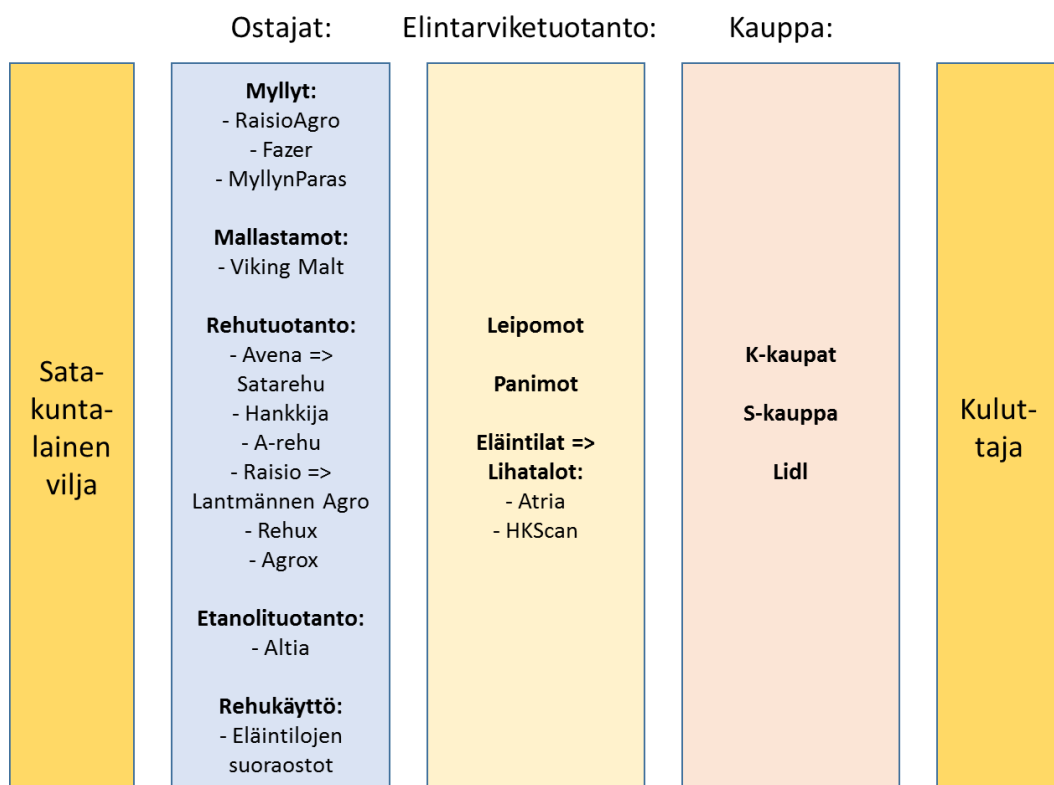 Ostajat:
Elintarviketuotanto:
Kauppa:
Sata-
kunta-
lainen
vilja
Myllyt:
- RaisioAgro
- Fazer
- MyllynParas
Mallastamot:
- Viking Malt
Rehutuotanto:
- Avena =>
Satarehu
- Hankkija
- A-rehu
- Raisio =>
Lantmännen Agro
- Rehux
- Agrox
Etanolituotanto:
- Altia
Rehukäyttö:
- Eläintilojen
suoraostot
Leipomot
Panimot
Eläintilat =>
Lihatalot:
- Atria
- HKScan
K-kaupat
S-kauppa
Lidl
Kulut-
taja